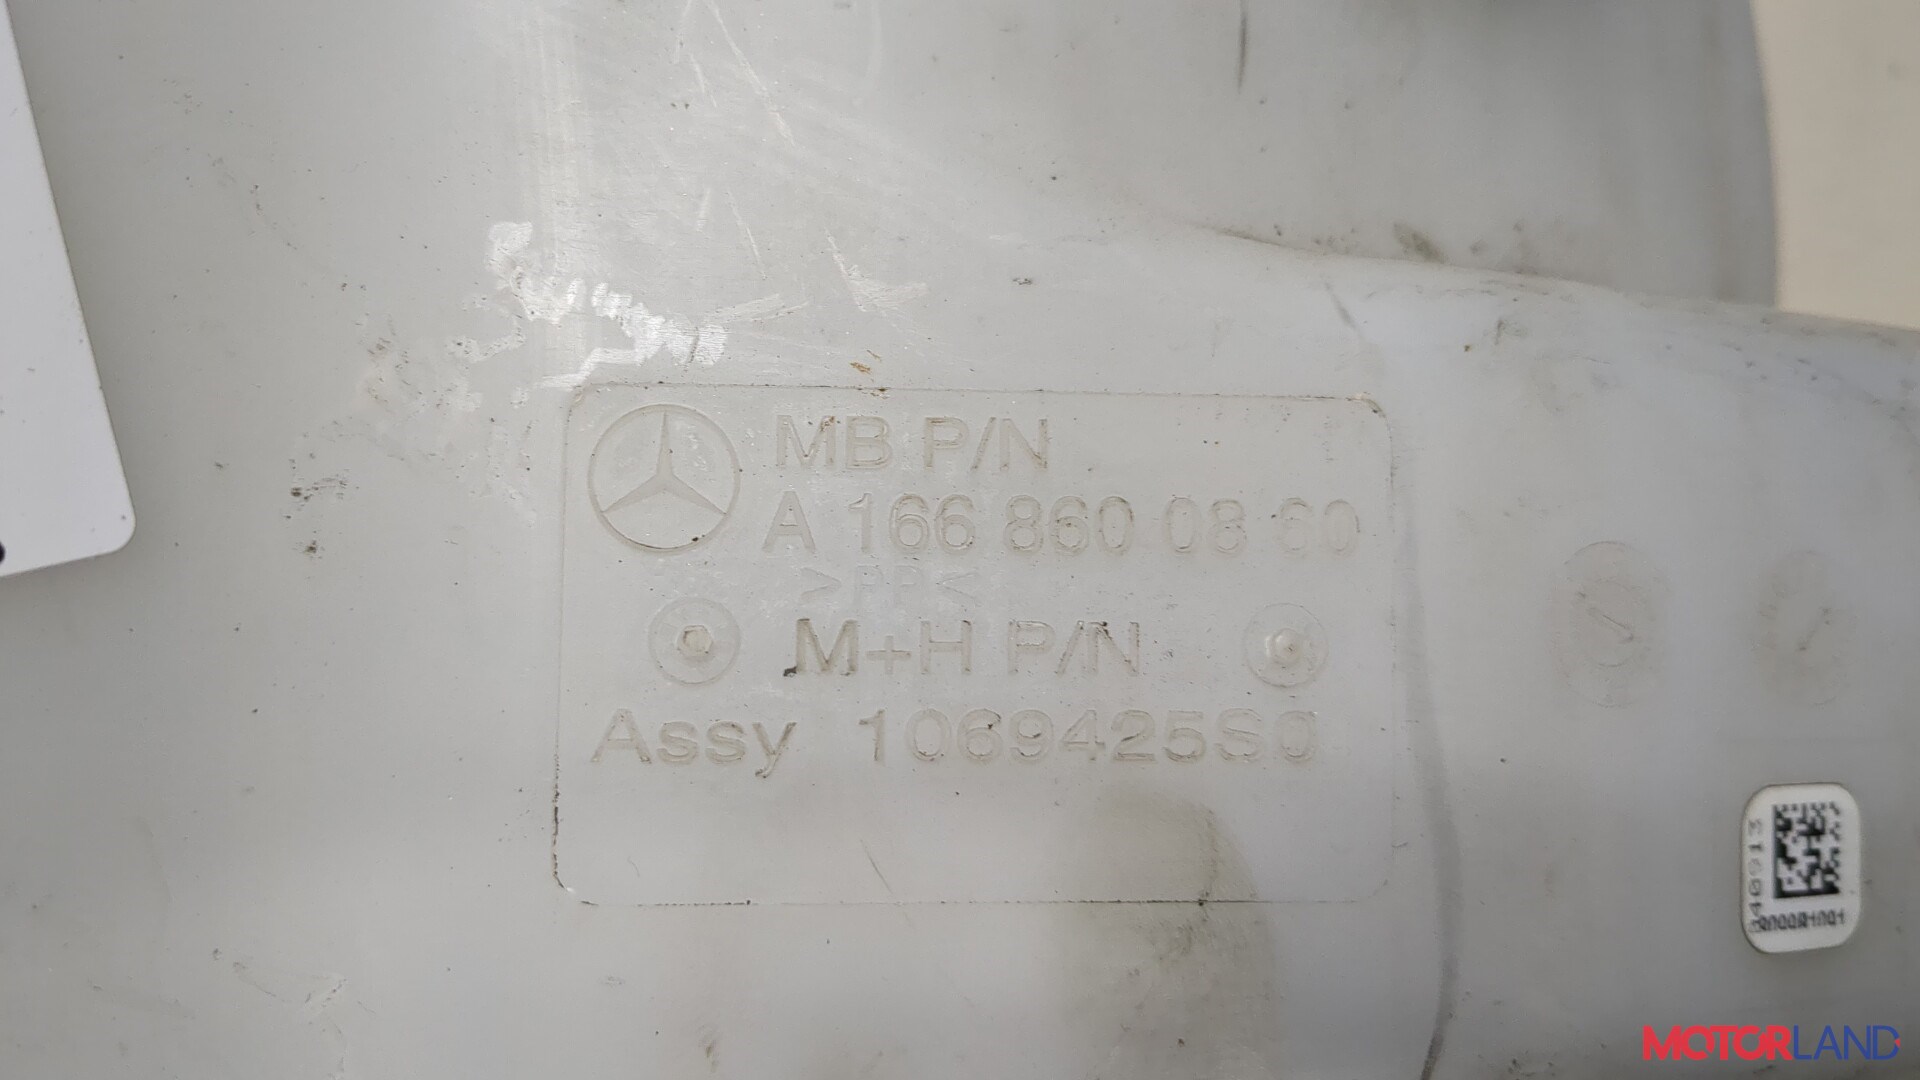 MB P/N
A 166 860 08 60
>PP<
M+H P/N
Assy 1069425S0
MOTORLAND